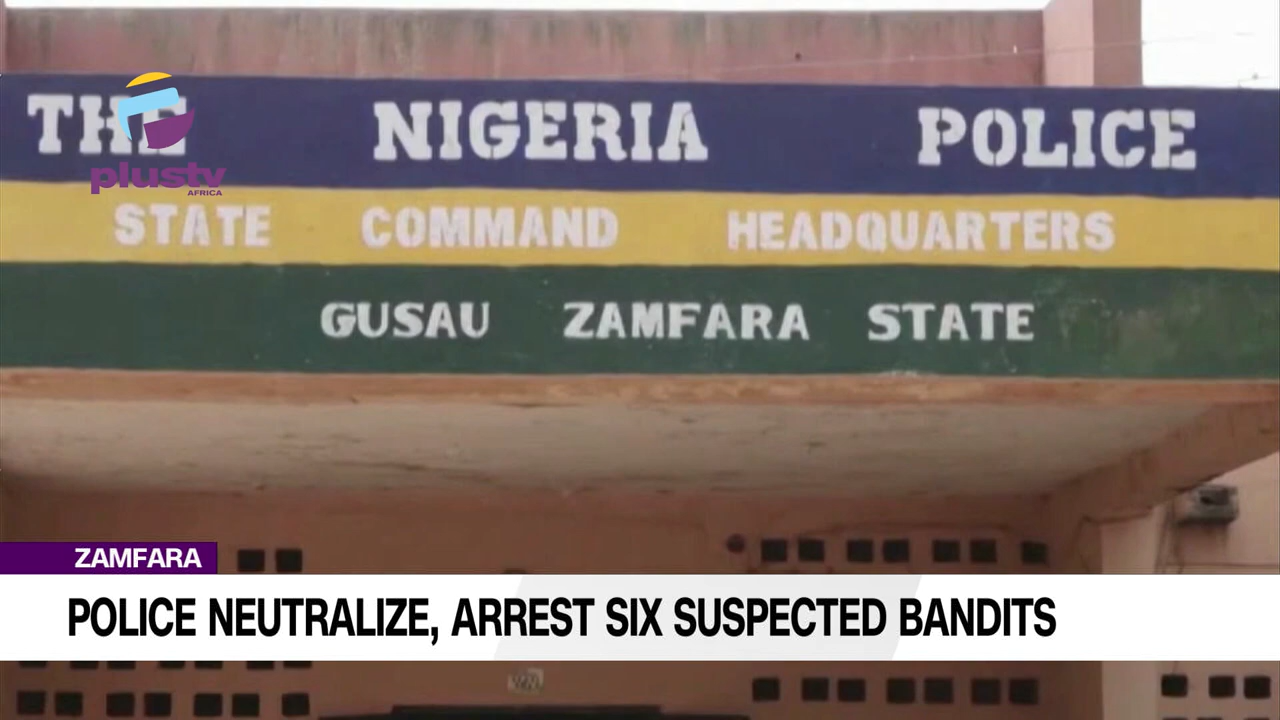 THE NIGERIA POLICE
plustv
AFRICA
STATE COMMAND HEADQUARTERS
GUSAU ZAMFARA STATE
ZAMFARA
POLICE NEUTRALIZE, ARREST SIX SUSPECTED BANDITS